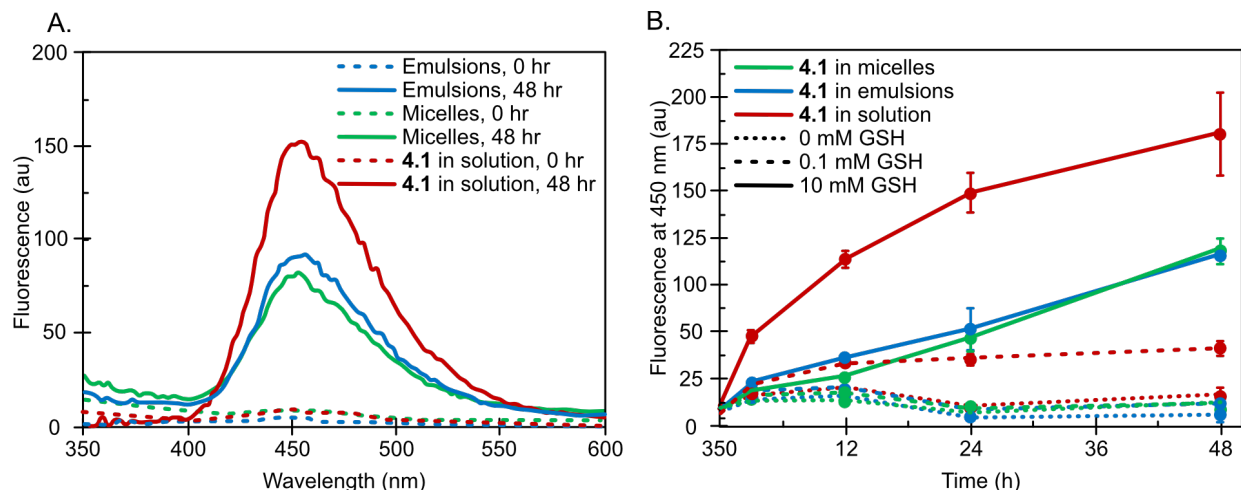 A.
Fluorescence (au)
200
150
100
50
0
Emulsions, 0 hr
Emulsions, 48 hr
Micelles, 0 hr
Micelles, 48 hr
4.1 in solution, 0 hr
4.1 in solution, 48 hr
350
400
450
500
550
600
Wavelength (nm)
B.
Fluorescence at 450 nm (au)
225
200
175
150
125
75
50
25
0
4.1 in micelles
4.1 in emulsions
4.1 in solution
0 mM GSH
0.1 mM GSH
10 mM GSH
350
12
24
36
48
Time (h)